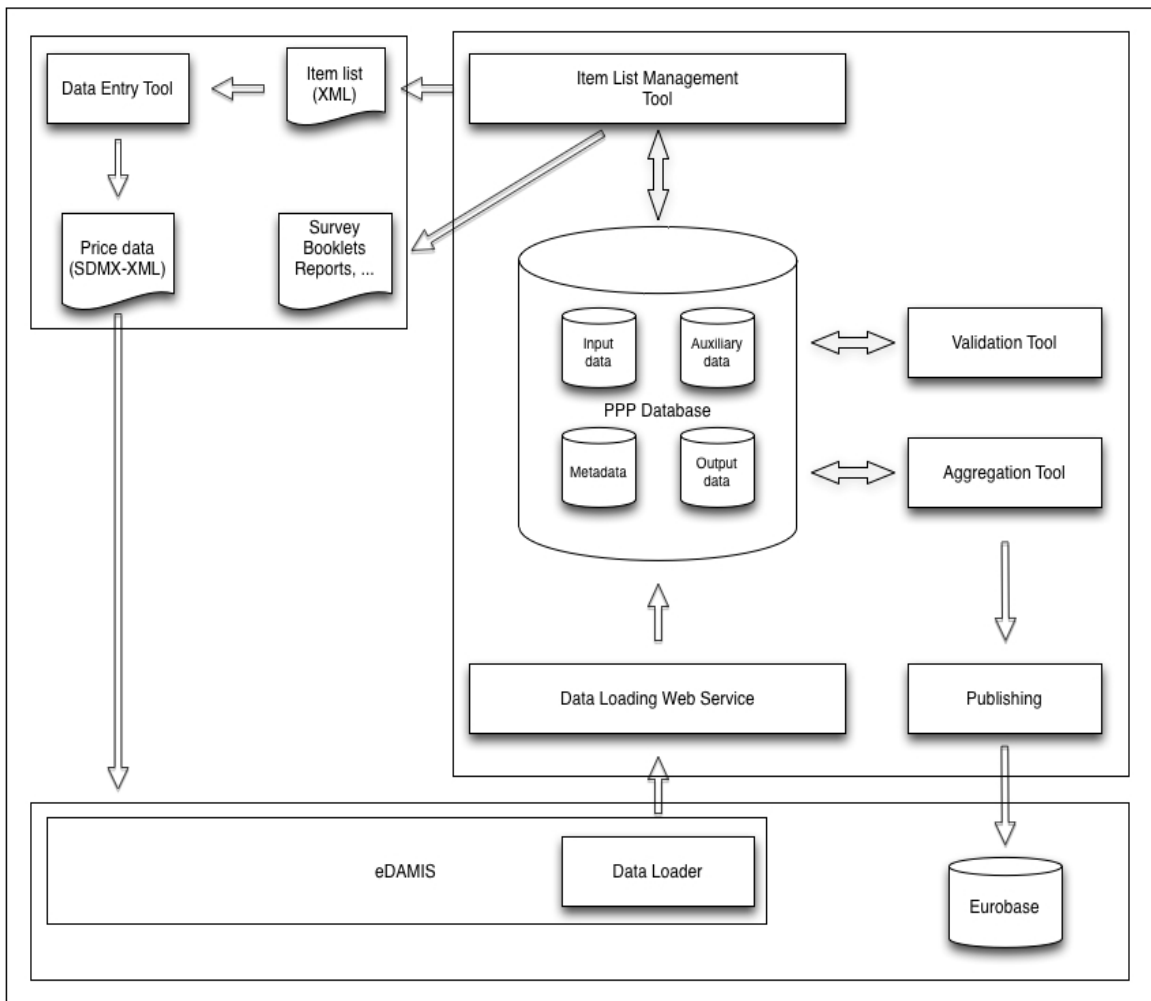 Data Entry Tool
Item list
(XML)
Item List Management
Tool
Price data
(SDMX-XML)
Survey
Booklets
Reports, ...
Input
data
Auxiliary
data
Validation Tool
PPP Database
Metadata
Output
data
Aggregation Tool
Data Loading Web Service
Publishing
eDAMIS
Data Loader
Eurobase